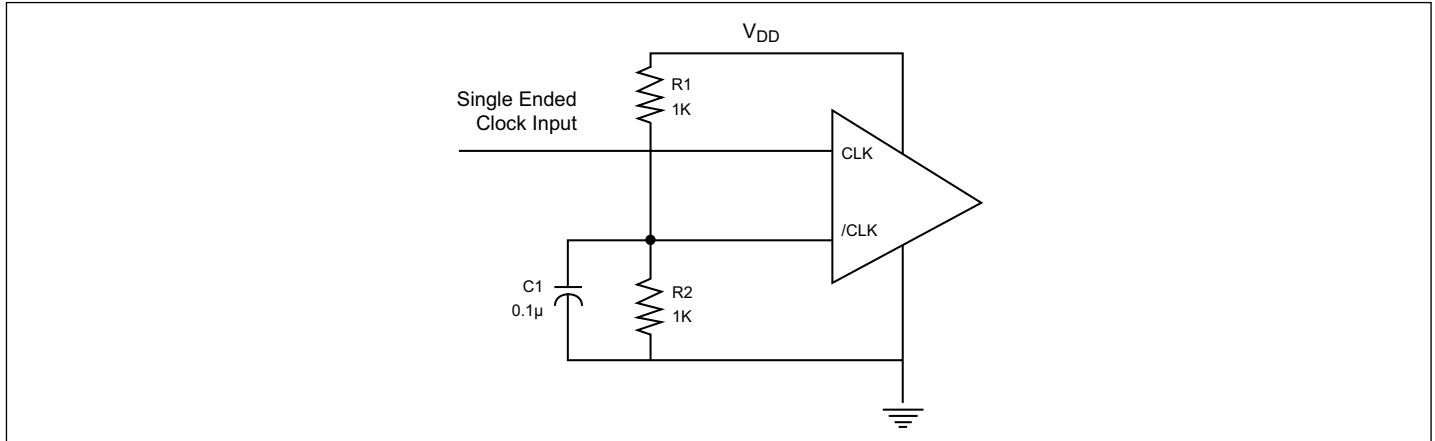 VDD
R1
1K
Single Ended
Clock Input
CLK
/CLK
C1
0.1µ
R2
1K